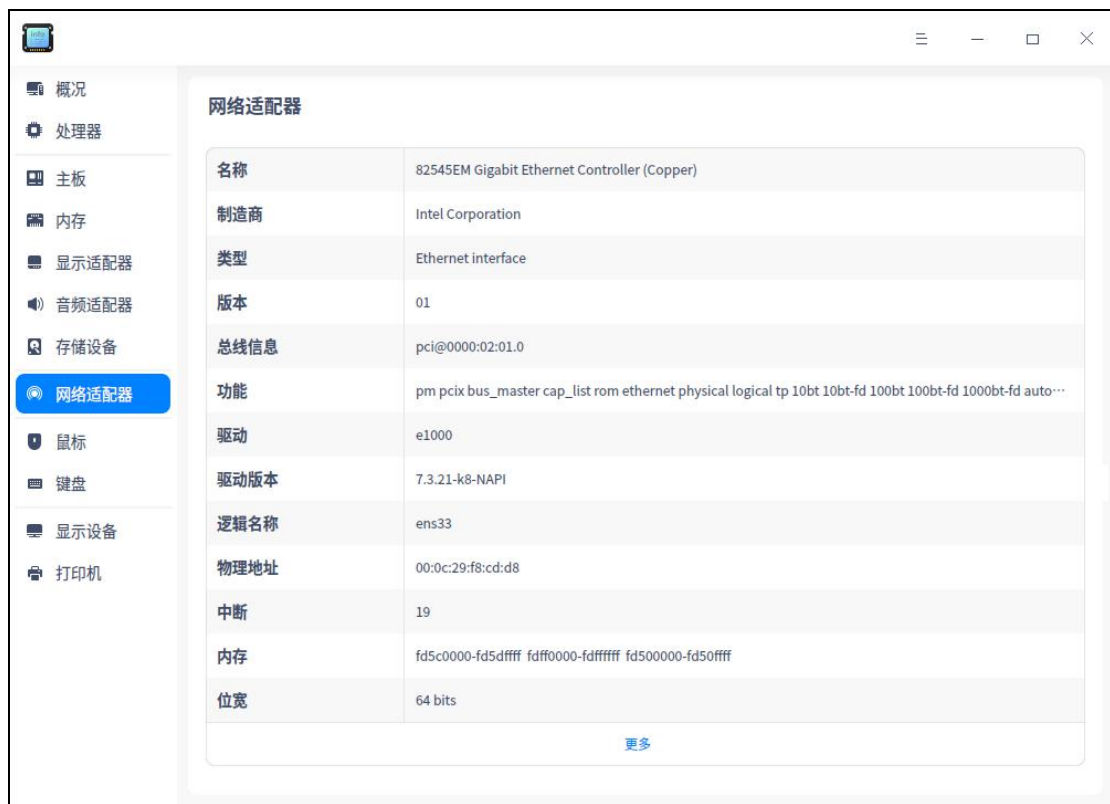 概况
处理器
主板
内存
显示适配器
音频适配器
存储设备
网络适配器
鼠标
键盘
显示设备
打印机
网络适配器
名称 82545EM Gigabit Ethernet Controller (Copper)
制造商 Intel Corporation
类型 Ethernet interface
版本 01
总线信息 pci@0000:02:01.0
功能 pm pcix bus_master cap_list rom ethernet physical logical tp 10bt 10bt-fd 100bt 100bt-fd 1000bt-fd auto…
驱动 e1000
驱动版本 7.3.21-k8-NAPI
逻辑名称 ens33
物理地址 00:0c:29:f8:cd:d8
中断 19
内存 fd5c0000-fd5dffff fdff0000-fdffffff fd500000-fd50ffff
位宽 64 bits
更多